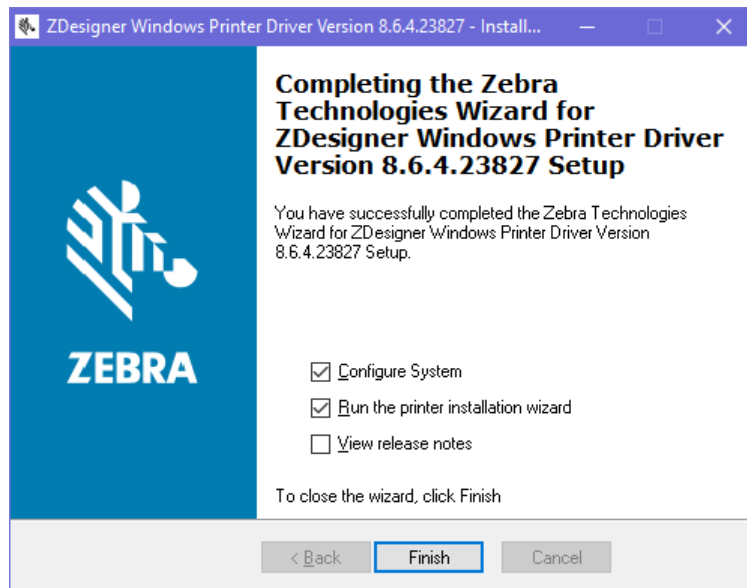 ZDesigner Windows Printer Driver Version 8.6.4.23827 - Install...
Completing the Zebra
Technologies Wizard for
ZDesigner Windows Printer Driver
Version 8.6.4.23827 Setup
You have successfully completed the Zebra Technologies
Wizard for ZDesigner Windows Printer Driver Version
8.6.4.23827 Setup.
ZEBRA
Configure System
Run the printer installation wizard
View release notes
To close the wizard, click Finish
< Back Finish Cancel